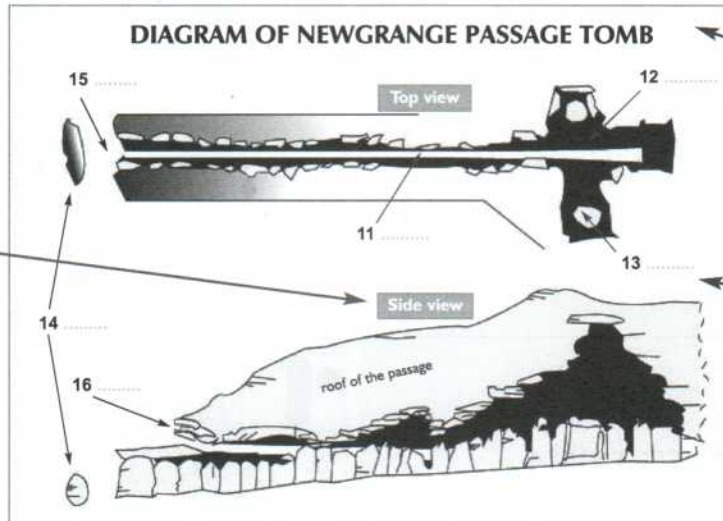 DIAGRAM OF NEWGRANGE PASSAGE TOMB
15 ..........
Top view
12 ..........
11 ..........
13 ..........
14 ..........
Side view
16 ..........
roof of the passage